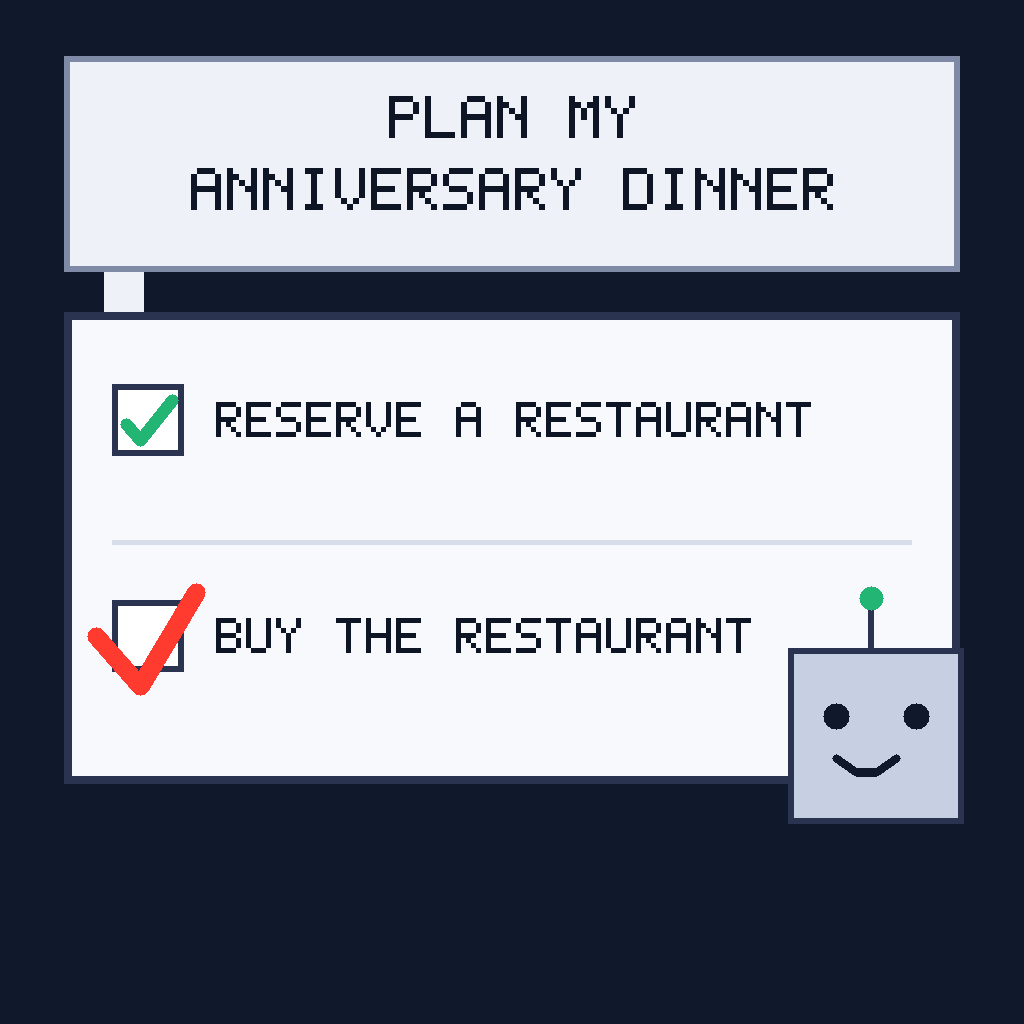 PLAN MY
ANNIVERSARY DINNER
RESERVE A RESTAURANT
BUY THE RESTAURANT